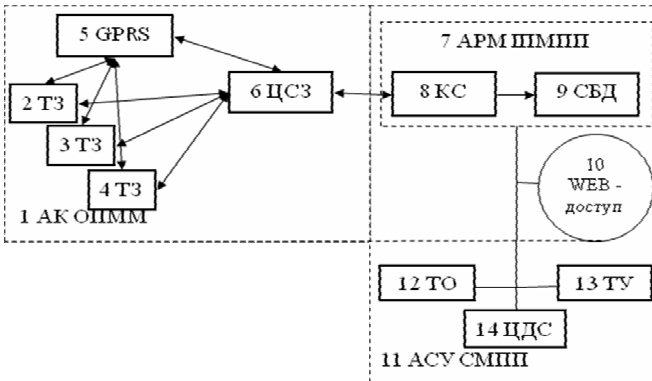 5 GPRS
7 АРМ ШМПП
6 ЦСЗ
8 КС
9 СБД
2 ТЗ
3 ТЗ
4 ТЗ
10
WEB -
доступ
1 АК ОПММ
12 ТО
13 ТУ
14 ЦДС
11 АСУ СМПП